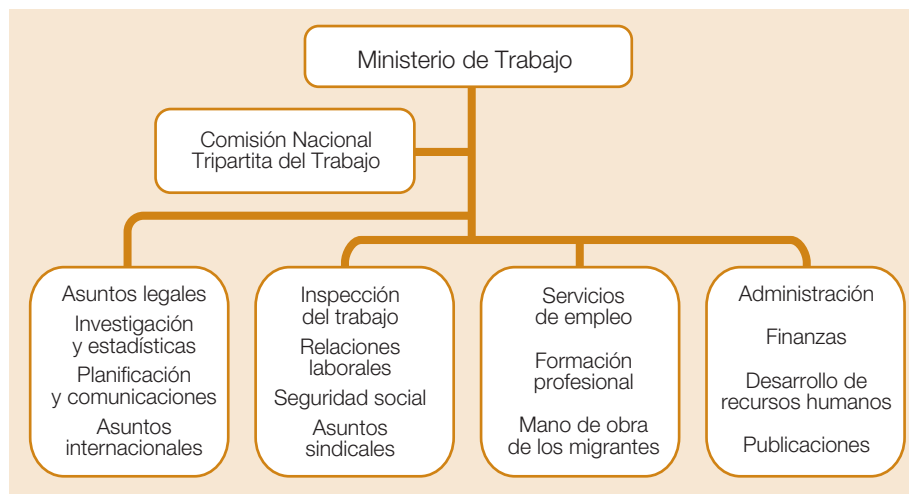 Ministerio de Trabajo
Comisión Nacional
Tripartita del Trabajo
Asuntos legales
Investigación
y estadísticas
Planificación
y comunicaciones
Asuntos
internacionales
Inspección
del trabajo
Relaciones
laborales
Seguridad social
Asuntos
sindicales
Servicios
de empleo
Formación
profesional
Mano de obra
de los migrantes
Administración
Finanzas
Desarrollo de
recursos humanos
Publicaciones